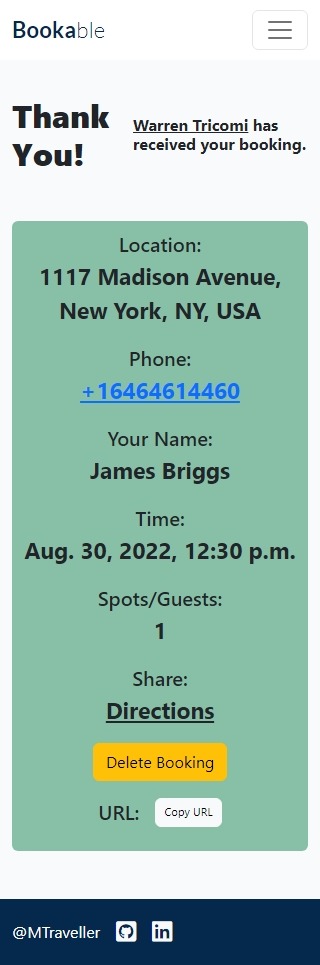 Bookable
Thank
You!
Warren Tricomi has
received your booking.
Location:
1117 Madison Avenue,
New York, NY, USA
Phone:
+16464614460
Your Name:
James Briggs
Time:
Aug. 30, 2022, 12:30 p.m.
Spots/Guests:
1
Share:
Directions
Delete Booking
URL: Copy URL
@MTraveller